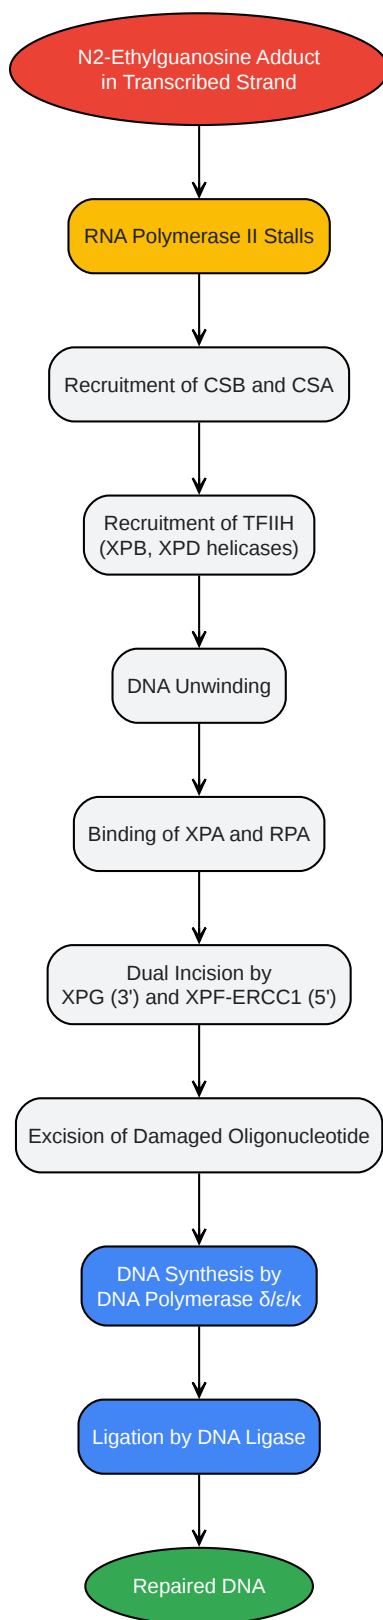 N2-Ethylguanosine Adduct
in Transcribed Strand
RNA Polymerase II Stalls
Recruitment of CSB and CSA
Recruitment of TFIIH
(XPB, XPD helicases)
DNA Unwinding
Binding of XPA and RPA
Dual Incision by
XPG (3') and XPF-ERCC1 (5')
Excision of Damaged Oligonucleotide
DNA Synthesis by
DNA Polymerase δ/ε/κ
Ligation by DNA Ligase
Repaired DNA